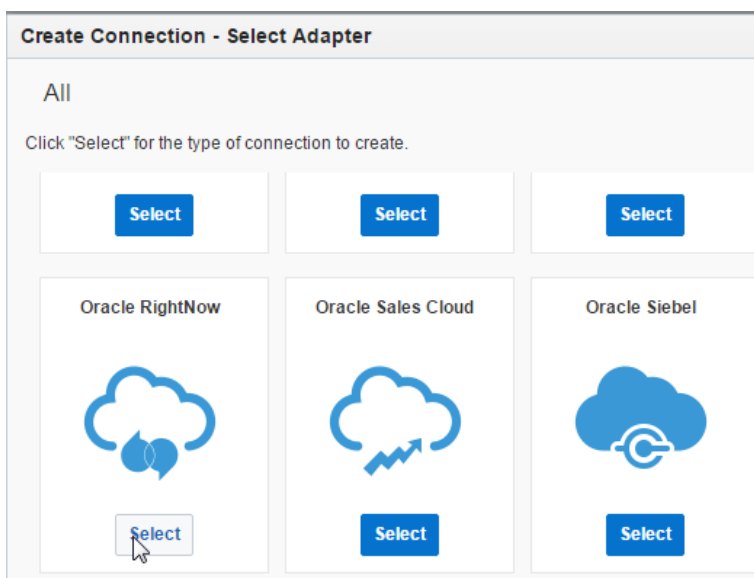 Create Connection - Select Adapter
All
Click "Select" for the type of connection to create.
Select Select Select
Oracle RightNow Oracle Sales Cloud Oracle Siebel
Select Select Select